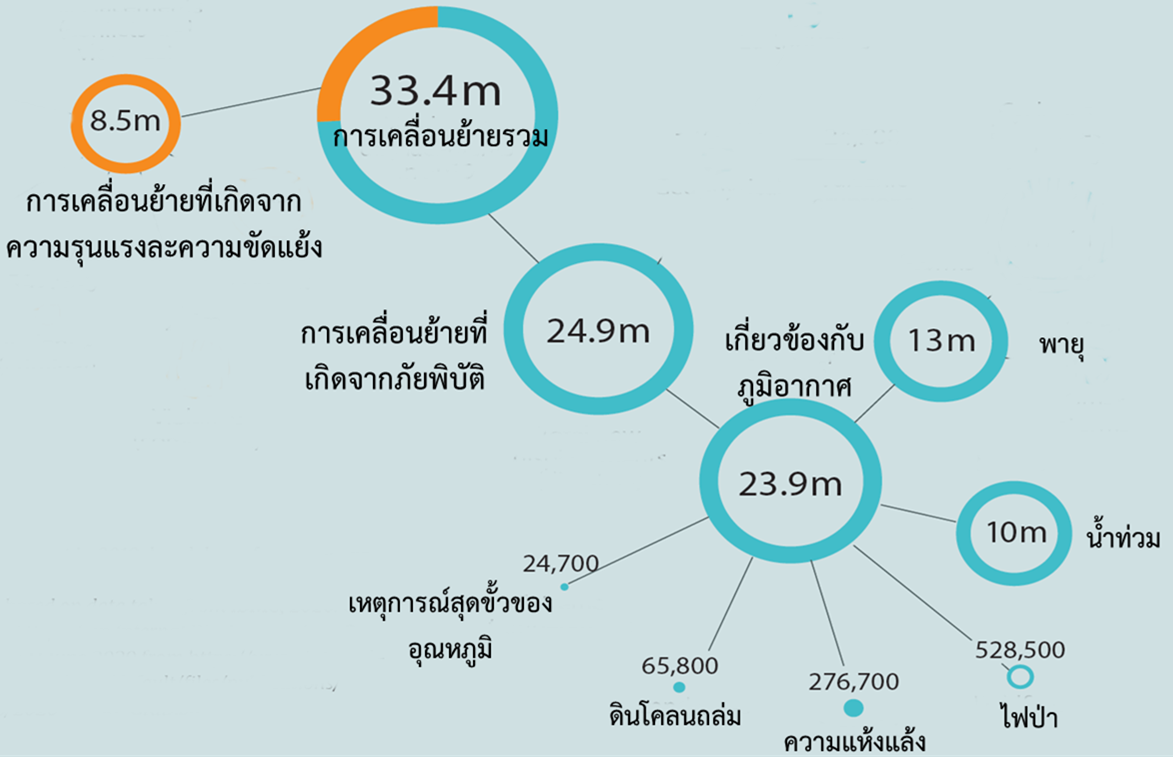 33.4m
การเคลื่อนย้ายรวม
8.5m
การเคลื่อนย้ายที่เกิดจาก
ความรุนแรงละความขัดแย้ง
24.9m
การเคลื่อนย้ายที่
เกิดจากภัยพิบัติ
เกี่ยวข้องกับ
ภูมิอากาศ
23.9m
13m
พายุ
10m
น้ำท่วม
24,700
เหตุการณ์สุดขั้วของ
อุณหภูมิ
65,800
ดินโคลนถล่ม
276,700
ความแห้งแล้ง
528,500
ไฟป่า